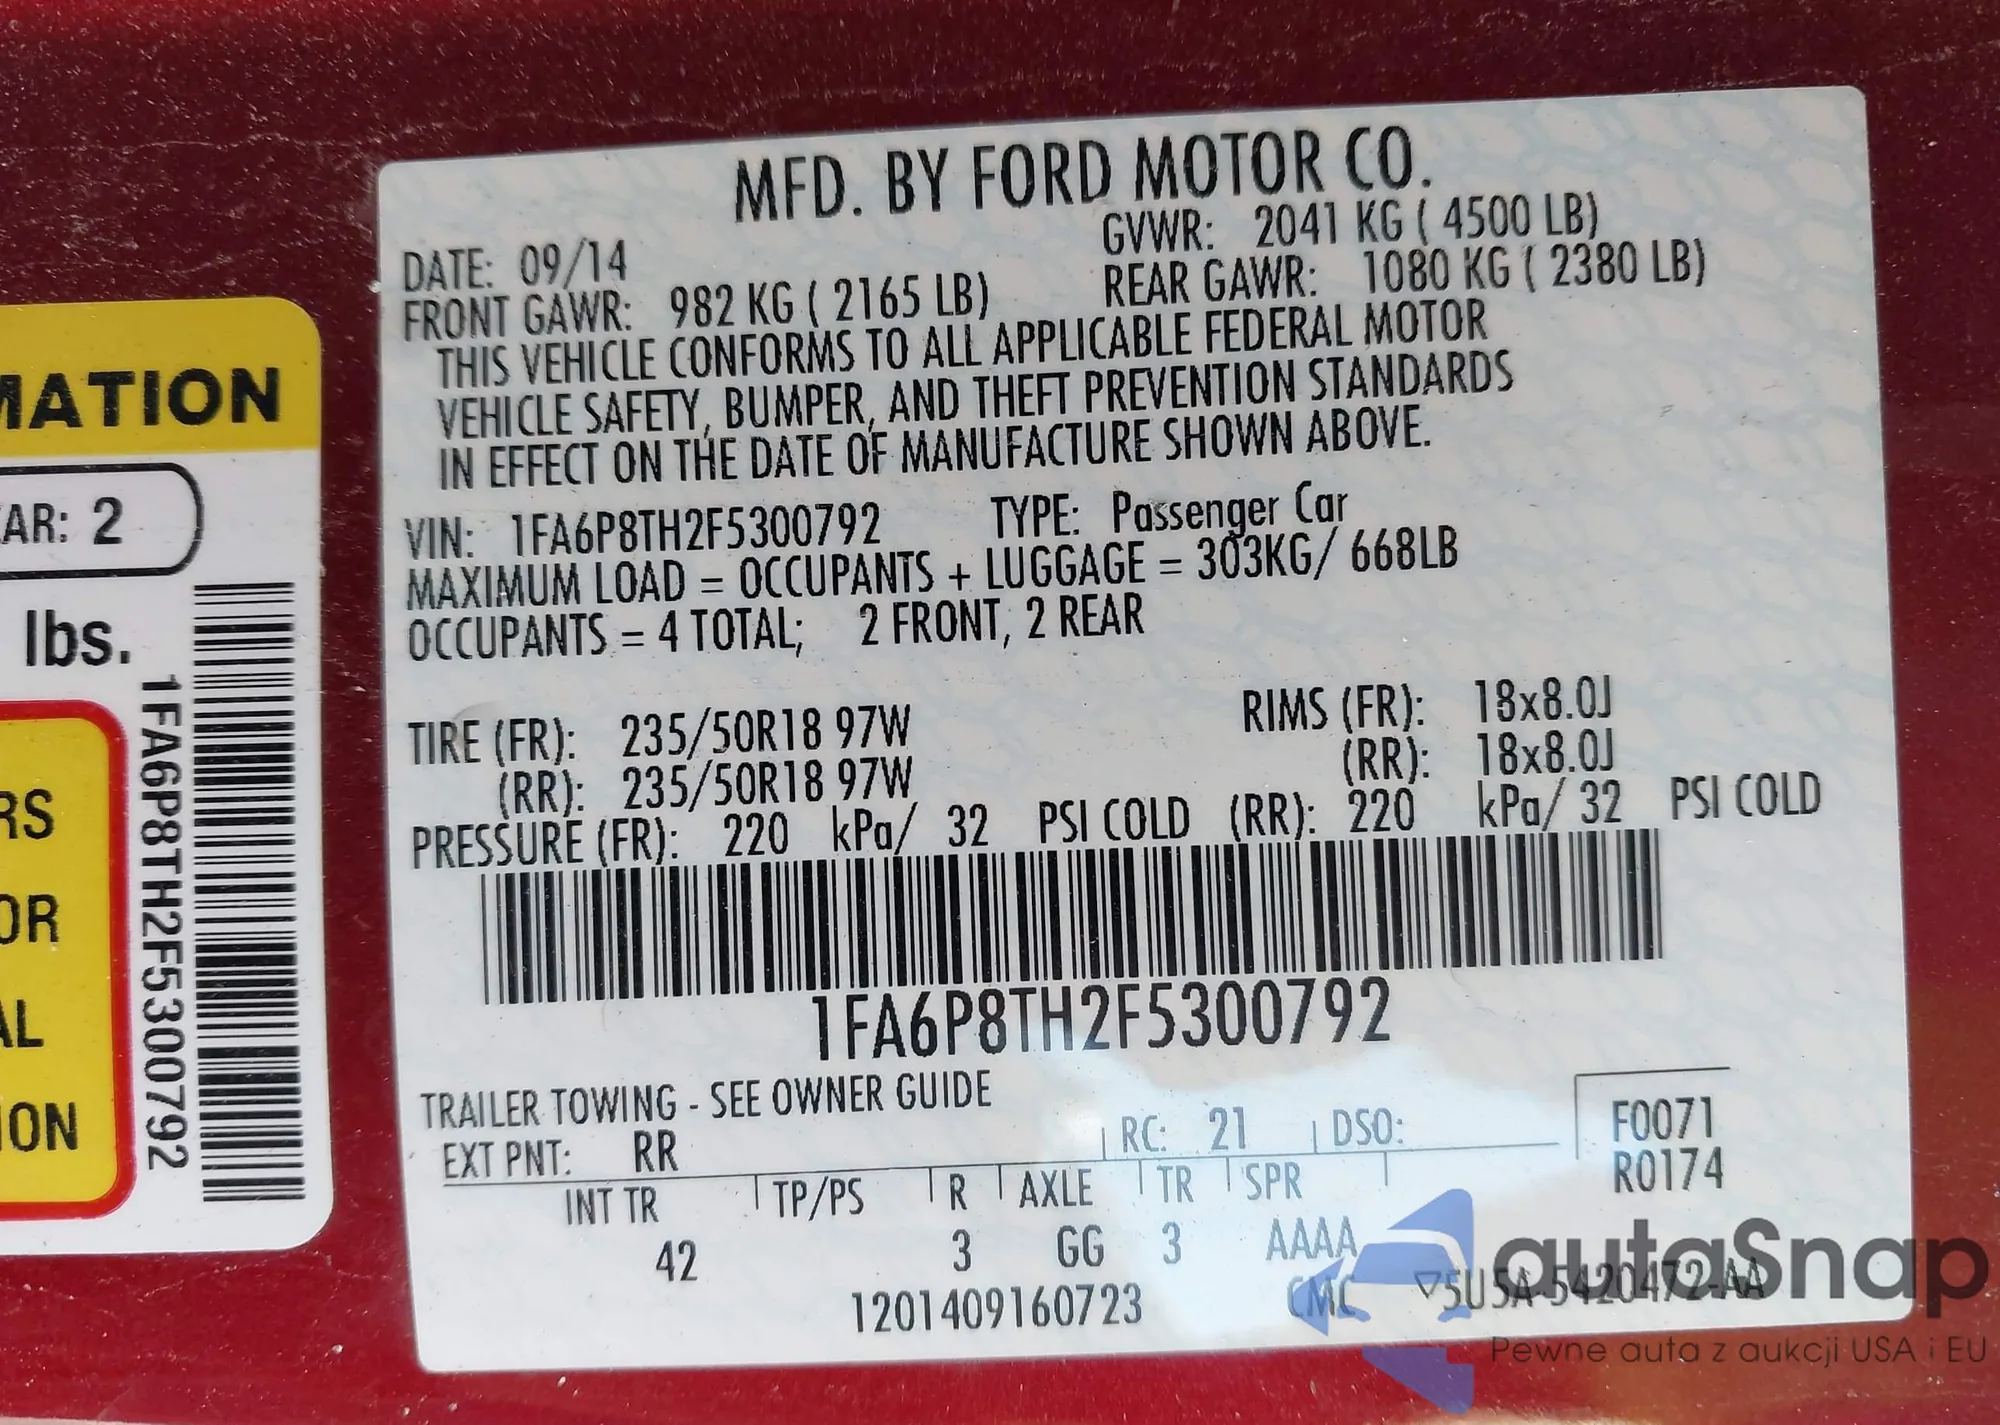 MATION
AR: 2
lbs.
1FA6P8TH2F5300792
RS
OR
AL
ION
MFD. BY FORD MOTOR CO.
DATE: 09/14 GVWR: 2041 KG ( 4500 LB)
FRONT GAWR: 982 KG ( 2165 LB) REAR GAWR: 1080 KG ( 2380 LB)
THIS VEHICLE CONFORMS TO ALL APPLICABLE FEDERAL MOTOR
VEHICLE SAFETY, BUMPER, AND THEFT PREVENTION STANDARDS
IN EFFECT ON THE DATE OF MANUFACTURE SHOWN ABOVE.
VIN: 1FA6P8TH2F5300792 TYPE: Passenger Car
MAXIMUM LOAD = OCCUPANTS + LUGGAGE = 303KG/ 668LB
OCCUPANTS = 4 TOTAL; 2 FRONT, 2 REAR
TIRE (FR): 235/50R18 97W RIMS (FR): 18x8.0J
(RR): 235/50R18 97W (RR): 18x8.0J
PRESSURE (FR): 220 kPa/ 32 PSI COLD (RR): 220 kPa/ 32 PSI COLD
1FA6P8TH2F5300792
TRAILER TOWING - SEE OWNER GUIDE
EXT PNT: RR RC: 21 DSO: F0071
R0174
INT TR TP/PS R AXLE TR SPR
42 3 GG 3 AAAA
1201409160723 CMC ▽5U5A-5420472-AA
autaSnap
Pewne auta z aukcji USA i EU